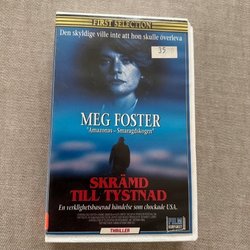 FIRST SELECTION
Den skyldige ville inte att hon skulle överleva
35
MEG FOSTER
"Amazonas - Smaragdskogen"
SKRÄMD
TILL TYSTNAD
En verklighetsbaserad händelse som chockade USA.
FILM
THRILLER